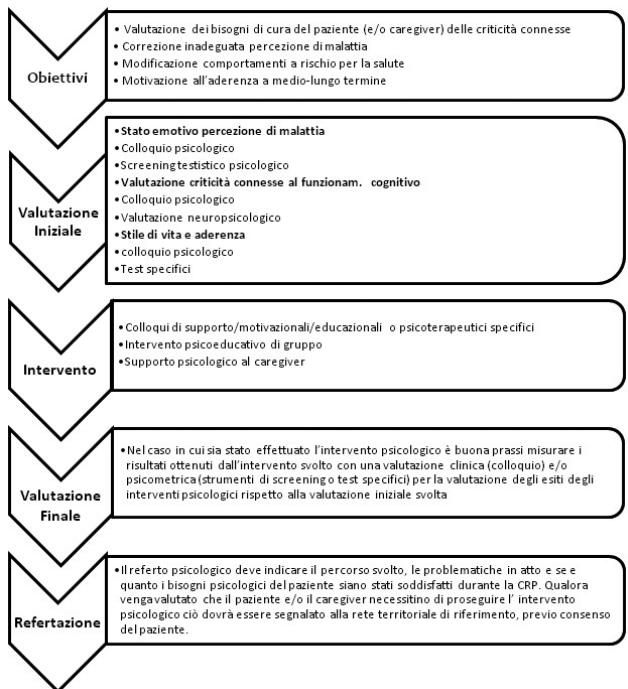 Obiettivi
• Valutazione dei bisogni di cura del paziente (e/o caregiver) delle criticità connesse
• Correzione inadeguata percezione di malattia
• Modificazione comportamenti a rischio per la salute
• Motivazione all'aderenza a medio-lungo termine
Valutazione
Iniziale
• Stato emotivo percezione di malattia
• Colloquio psicologico
• Screening testistico psicologico
• Valutazione criticità connesse al funzionam. cognitivo
• Colloquio psicologico
• Valutazione neuropsicologico
• Stile di vita e aderenza
• colloquio psicologico
• Test specifici
Intervento
• Colloqui di supporto/motivazionali/educazionali o psicoterapeutici specifici
• Intervento psicoeducativo di gruppo
• Supporto psicologico al caregiver
Valutazione
Finale
• Nel caso in cui sia stato effettuato l'intervento psicologico è buona prassi misurare i
risultati ottenuti dall'intervento svolto con una valutazione clinica (colloquio) e/o
psicometrica (strumenti di screening o test specifici) per la valutazione degli esiti degli
interventi psicologici rispetto alla valutazione iniziale svolta
Refertazione
• Il referto psicologico deve indicare il percorso svolto, le problematiche in atto e se e
quanto i bisogni psicologici del paziente siano stati soddisfatti durante la CRP. Qualora
venga valutato che il paziente e/o il caregiver necessitino di proseguire l' intervento
psicologico ciò dovrà essere segnalato alla rete territoriale di riferimento, previo consenso
del paziente.